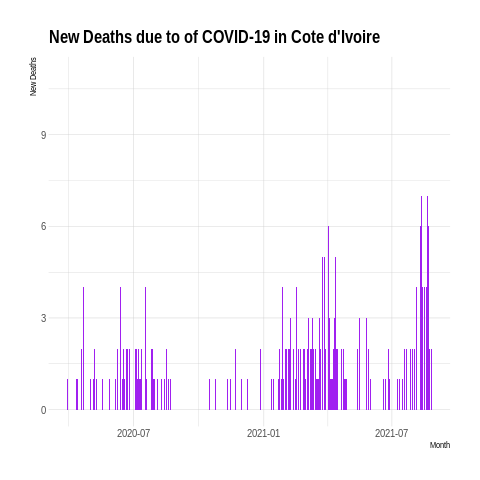 New Deaths due to of COVID-19 in Cote d'Ivoire
New Deaths
9
6
3
0
2020-07 2021-01 2021-07
Month